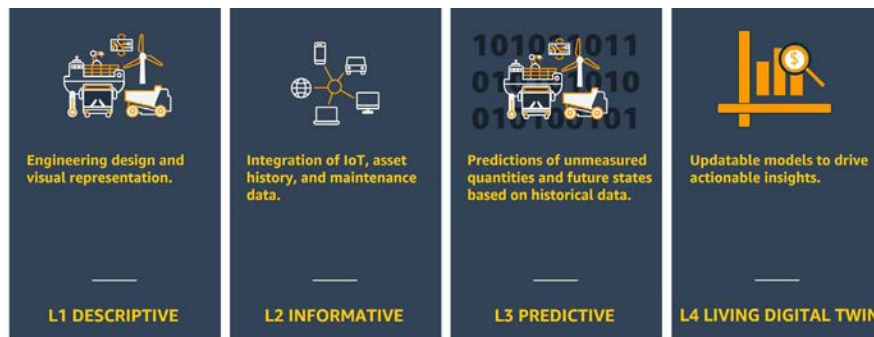 Engineering design and
visual representation.
L1 DESCRIPTIVE
Integration of IoT, asset
history, and maintenance
data.
L2 INFORMATIVE
101011011
010100101
Predictions of unmeasured
quantities and future states
based on historical data.
L3 PREDICTIVE
$
Updatable models to drive
actionable insights.
L4 LIVING DIGITAL TWIN